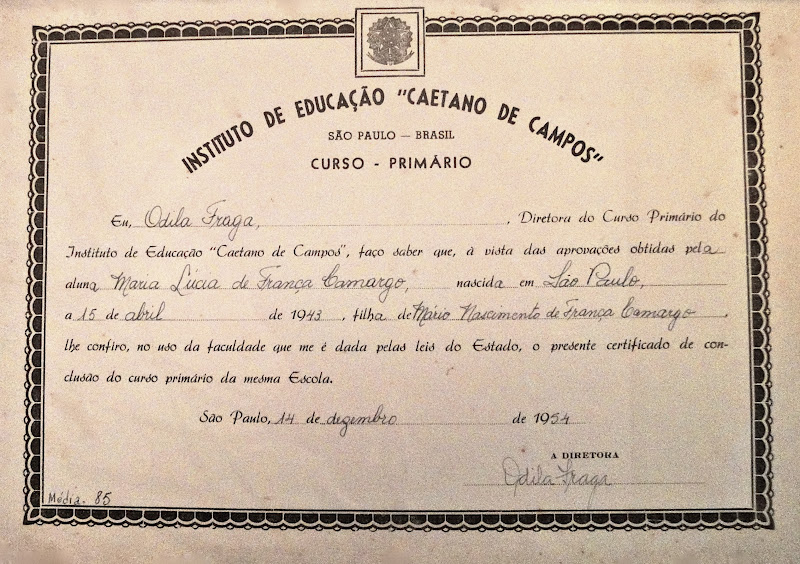 INSTITUTO DE EDUCAÇÃO "CAETANO DE CAMPOS"
SÃO PAULO — BRASIL
CURSO - PRIMÁRIO
Eu, Odila Fraga, , Diretora do Curso Primário do
Instituto de Educação "Caetano de Campos", faço saber que, à vista das aprovações obtidas pela
aluna Maria Lúcia de França Camargo, nascida em São Paulo,
a 15 de abril de 1943 , filha de Mário Nascimento de França Camargo ,
lhe confiro, no uso da faculdade que me é dada pelas leis do Estado, o presente certificado de con-
clusão do curso primário da mesma Escola.
São Paulo, 14 de dezembro de 1954
A DIRETORA
Odila Fraga
Média. 85